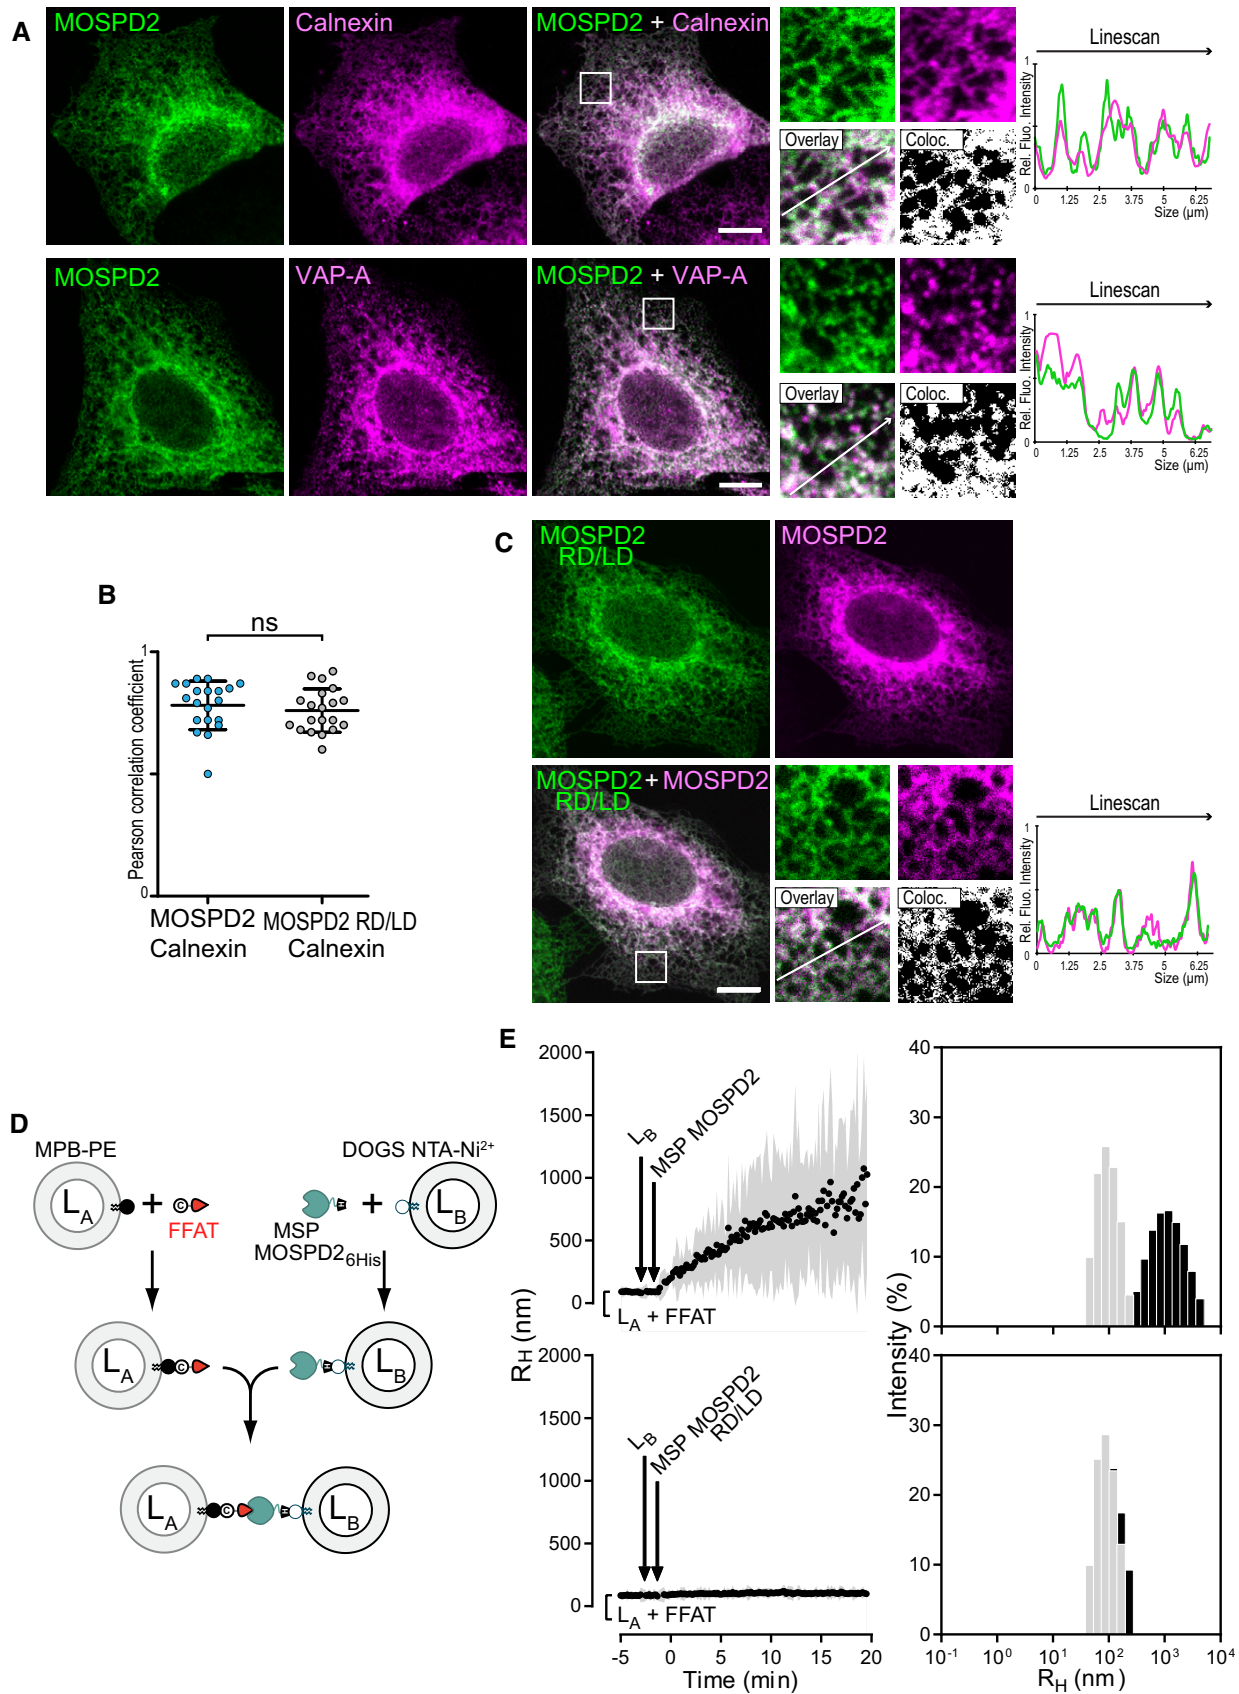 A
MOSPD2
Calnexin
MOSPD2 + Calnexin
Overlay
Coloc.
Linescan
Rel. Fluo. Intensity
1
0
0
1.25
2.5
3.75
5
6.25
Size (µm)
MOSPD2
VAP-A
MOSPD2 + VAP-A
Overlay
Coloc.
Linescan
Rel. Fluo. Intensity
1
0
0
1.25
2.5
3.75
5
6.25
Size (µm)
B
ns
Pearson correlation coefficient
1
0
MOSPD2
Calnexin
MOSPD2 RD/LD
Calnexin
C
MOSPD2
RD/LD
MOSPD2
MOSPD2 + MOSPD2
RD/LD
Overlay
Coloc.
Linescan
Rel. Fluo. Intensity
1
0
0
1.25
2.5
3.75
5
6.25
Size (µm)
D
MPB-PE
DOGS NTA-Ni2+
LA
+
C
FFAT
MSP
MOSPD26His
+
LB
LA
C
LB
LA
C
LB
E
RH (nm)
2000
1500
1000
500
0
LB
MSP MOSPD2
LA + FFAT
2000
1500
1000
500
0
LB
MSP MOSPD2
RD/LD
LA + FFAT
-5
0
5
10
15
20
Time (min)
Intensity (%)
40
30
20
10
0
40
30
20
10
0
10-1
100
101
102
103
104
RH (nm)